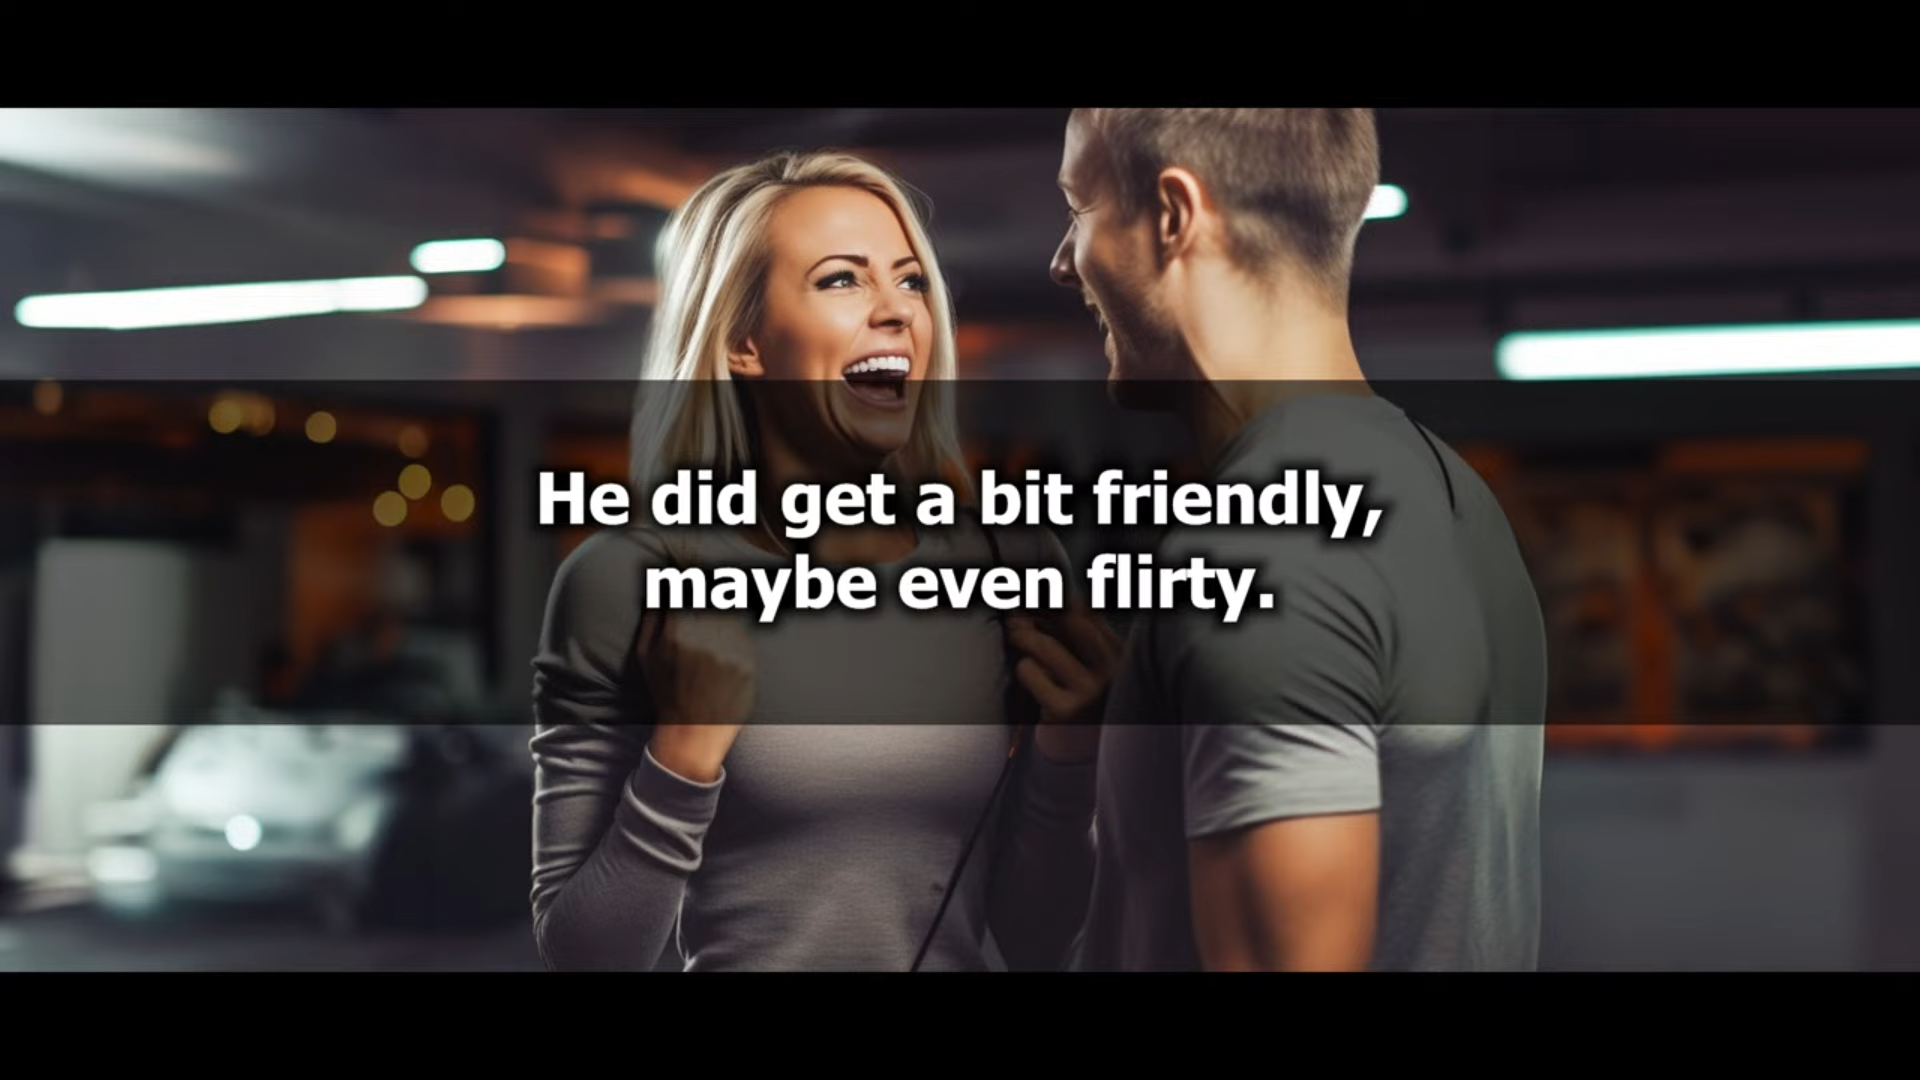 He did get a bit friendly,
maybe even flirty.